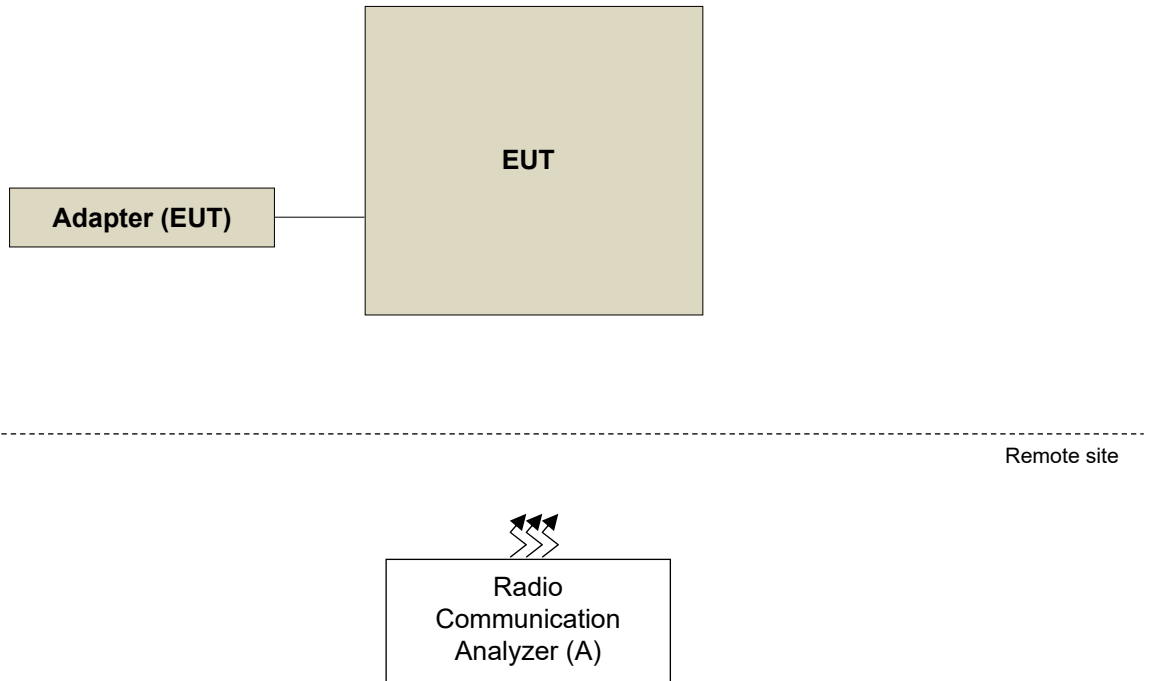 EUT
Adapter (EUT)
Remote site
Radio
Communication
Analyzer (A)